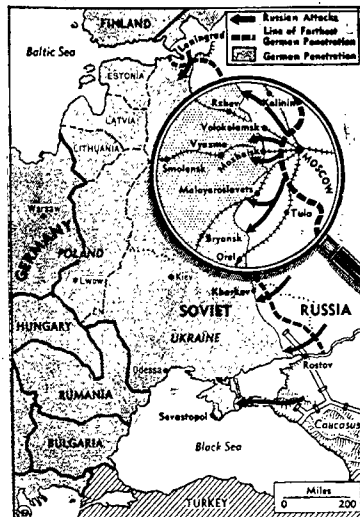 FINLAND
Russian Attacks
Line of Farthest
German Penetration
German Penetration
Baltic Sea
Leningrad
ESTONIA
LATVIA
LITHUANIA
Rzhev
Kalinin
Volokolamsk
Vyazma
Mozhaisk
MOSCOW
Smolensk
Maloyaroslavets
Tula
Bryansk
Orel
Warsaw
GERMANY
POLAND
Lwow
Kiev
Kharkov
SOVIET
RUSSIA
UKRAINE
HUNGARY
Rostov
Odessa
RUMANIA
Caucasus
Sevastopol
BULGARIA
Black Sea
Miles
0
200
TURKEY